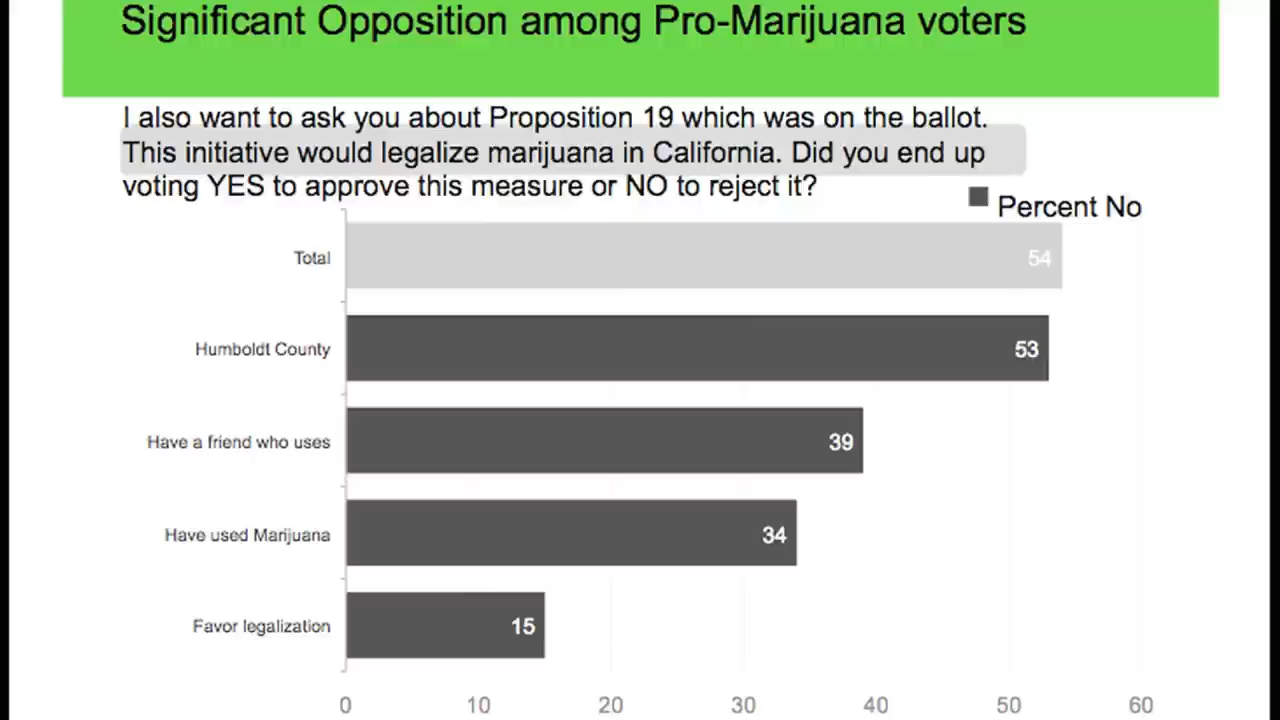 Significant Opposition among Pro-Marijuana voters
I also want to ask you about Proposition 19 which was on the ballot.
This initiative would legalize marijuana in California. Did you end up
voting YES to approve this measure or NO to reject it?
Percent No
Total
54
Humboldt County
53
Have a friend who uses
39
Have used Marijuana
34
Favor legalization
15
0 10 20 30 40 50 60